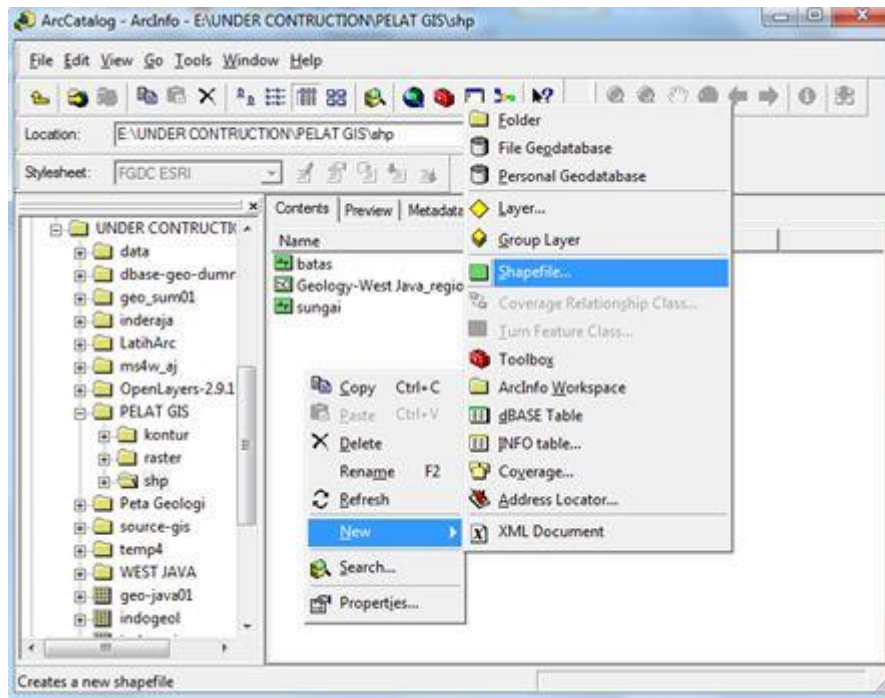 ArcCatalog - ArcInfo - E:\UNDER CONTRUCTION\PELAT GIS\shp
File Edit View Go Tools Window Help
Location: E:\UNDER CONTRUCTION\PELAT GIS\shp
Stylesheet: FGDC ESRI
UNDER CONTRUCTI
data
dbase-geo-dumr
geo_sum01
inderaja
LatihArc
ms4w_aj
OpenLayers-2.9.1
PELAT GIS
kontur
raster
shp
Peta Geologi
source-gis
temp4
WEST JAVA
geo-java01
indogeol
Contents Preview Metadata
Name
batas
Geology-West Java_regio
sungai
Copy Ctrl+C
Paste Ctrl+V
Delete
Rename F2
Refresh
New
Search...
Properties...
Folder
File Geodatabase
Personal Geodatabase
Layer...
Group Layer
Shapefile...
Coverage Relationship Class...
Turn Feature Class...
Toolbox
ArcInfo Workspace
dBASE Table
INFO table...
Coverage...
Address Locator...
XML Document
Creates a new shapefile